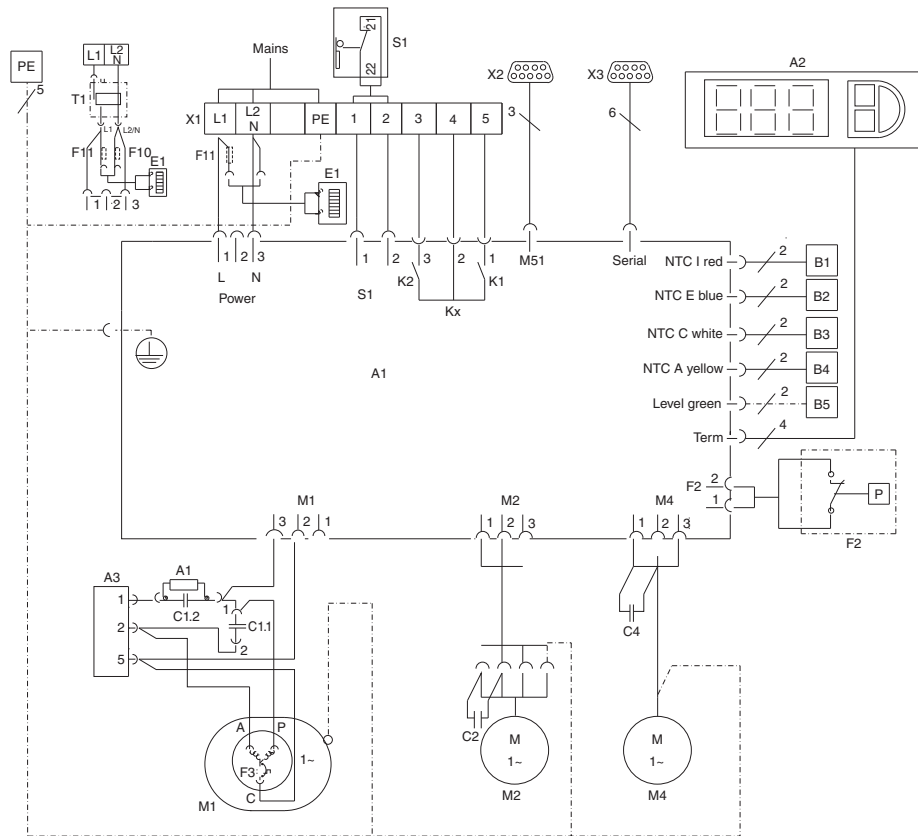 PE
5
L1
L2
N
T1
L1
L2/N
F11
F10
E1
1 2 3
Mains
X1
L1
L2
N
PE
1
2
3
4
5
21
22
S1
F11
E1
X2
3
X3
6
A2
1 2 3
L N
Power
1 2
S1
3 2 1
K2
K1
Kx
M51
Serial
A1
NTC I red
2
B1
NTC E blue
2
B2
NTC C white
2
B3
NTC A yellow
2
B4
Level green
2
B5
Term
4
F2
2
1
P
F2
M1
3 2 1
M2
1 2 3
M4
1 2 3
A3
1
2
5
A1
C1.2
1
C1.1
2
C4
A
P
F3
1~
C
M1
C2
M
1~
M2
M
1~
M4